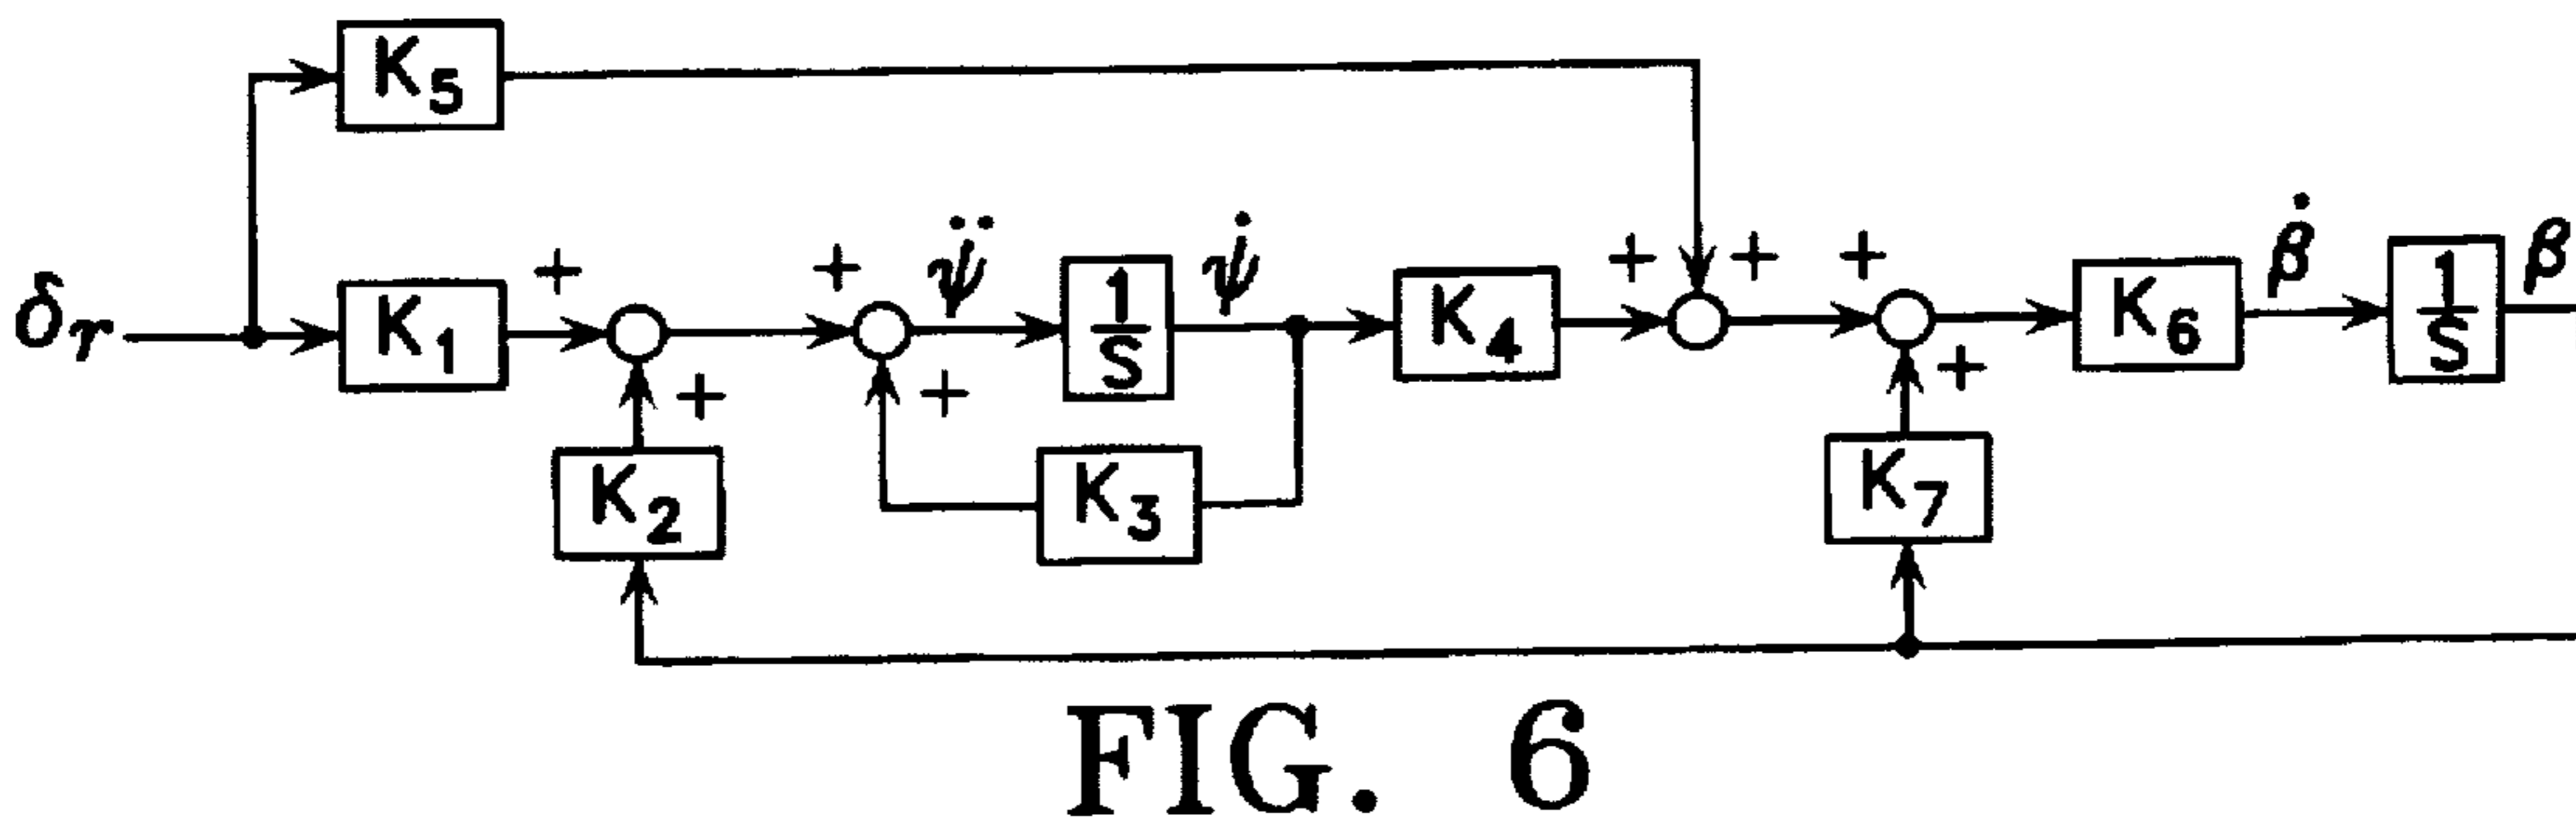 K5
+ + ψ̈ ψ̇ + + + β̇ β
δr K1 1/S K4 K6 1/S
+ + +
K2 K3 K7
FIG. 6